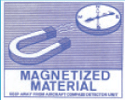 MAGNETIZED
MATERIAL
KEEP AWAY FROM AIRCRAFT COMPASS DETECTOR UNIT